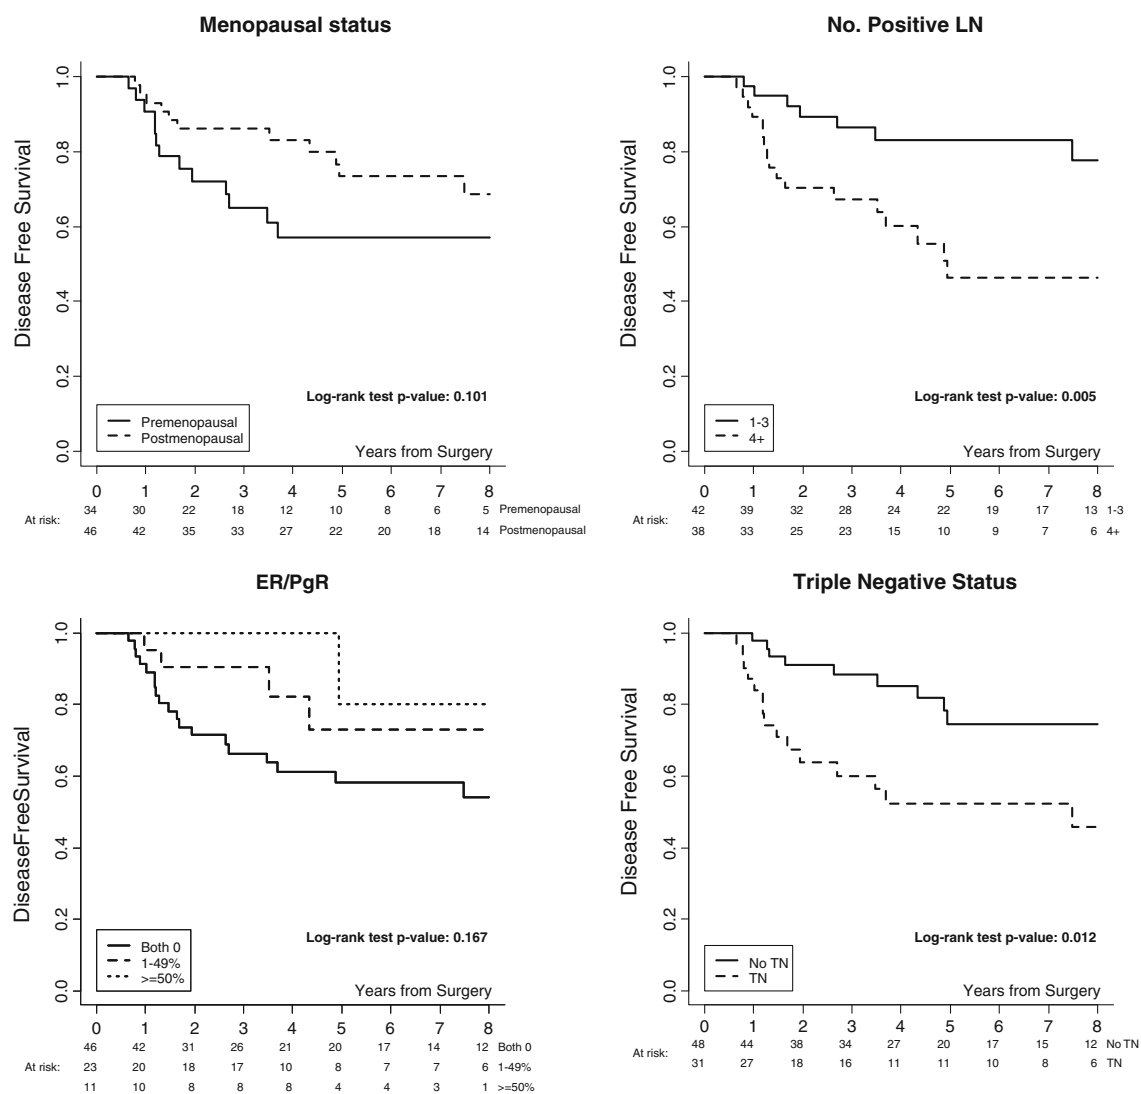 Menopausal status
Disease Free Survival
1.0
0.8
0.6
0.4
0.2
0.0
Log-rank test p-value: 0.101
Premenopausal
Postmenopausal
Years from Surgery
0 1 2 3 4 5 6 7 8
34 30 22 18 12 10 8 6 5 Premenopausal
At risk:
46 42 35 33 27 22 20 18 14 Postmenopausal
No. Positive LN
Disease Free Survival
1.0
0.8
0.6
0.4
0.2
0.0
Log-rank test p-value: 0.005
1-3
4+
Years from Surgery
0 1 2 3 4 5 6 7 8
42 39 32 28 24 22 19 17 13 1-3
At risk:
38 33 25 23 15 10 9 7 6 4+
ER/PgR
DiseaseFreeSurvival
1.0
0.8
0.6
0.4
0.2
0.0
Log-rank test p-value: 0.167
Both 0
1-49%
>=50%
Years from Surgery
0 1 2 3 4 5 6 7 8
46 42 31 26 21 20 17 14 12 Both 0
At risk: 23 20 18 17 10 8 7 7 6 1-49%
11 10 8 8 8 4 4 3 1 >=50%
Triple Negative Status
Disease Free Survival
1.0
0.8
0.6
0.4
0.2
0.0
Log-rank test p-value: 0.012
No TN
TN
Years from Surgery
0 1 2 3 4 5 6 7 8
48 44 38 34 27 20 17 15 12 No TN
At risk:
31 27 18 16 11 11 10 8 6 TN